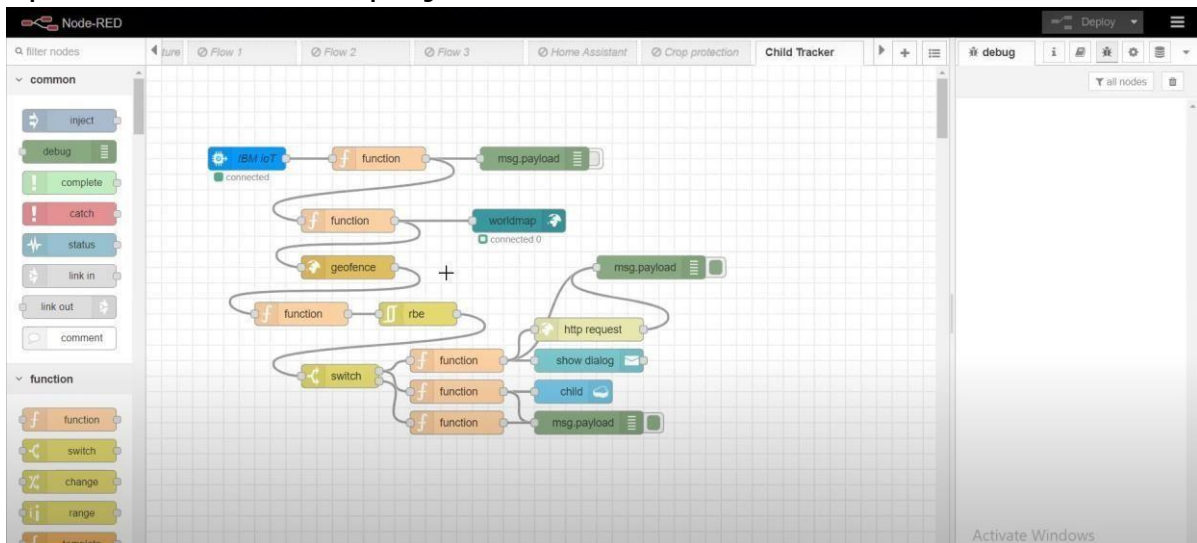 Node-RED
Deploy
filter nodes
ture
Flow 1
Flow 2
Flow 3
Home Assistant
Crop protection
Child Tracker
debug
i
all nodes
common
inject
debug
complete
catch
status
link in
link out
comment
function
function
switch
change
range
IBM IoT
connected
function
msg.payload
function
worldmap
connected 0
geofence
msg.payload
function
rbe
http request
function
show dialog
switch
function
child
function
msg.payload
Activate Windows